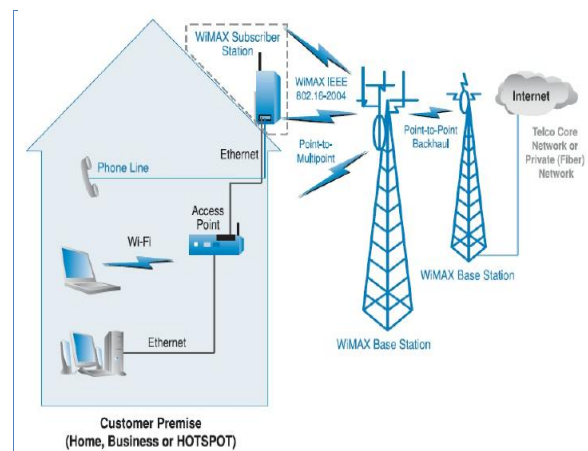 WiMAX Subscriber
Station
WiMAX IEEE
802.16-2004
Internet
Ethernet
Point-to-
Multipoint
Point-to-Point
Backhaul
Telco Core
Network or
Private (Fiber)
Network
Phone Line
Access
Point
Wi-Fi
WiMAX Base Station
Ethernet
WiMAX Base Station
Customer Premise
(Home, Business or HOTSPOT)